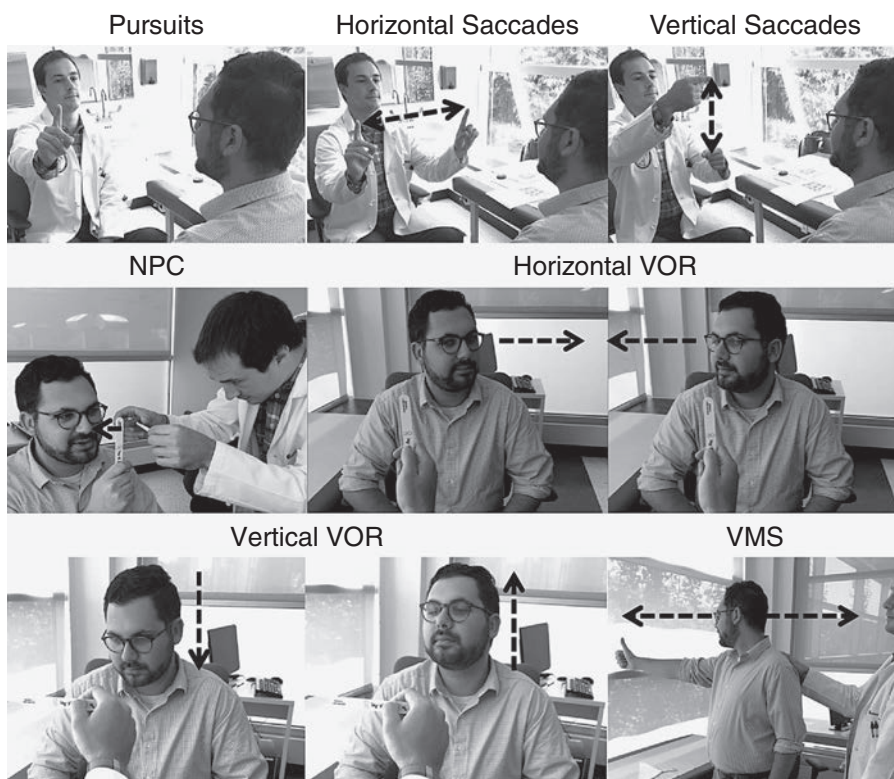 Pursuits
Horizontal Saccades
Vertical Saccades
NPC
Horizontal VOR
Vertical VOR
VMS